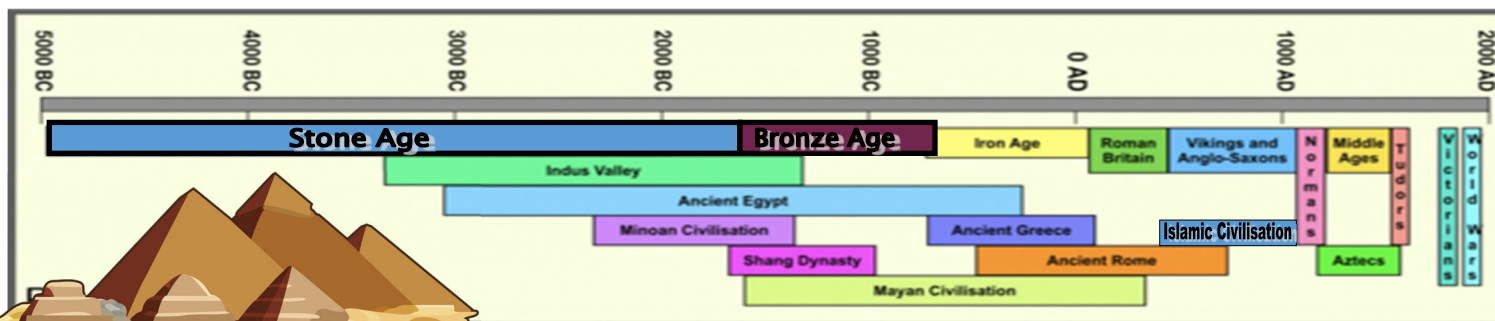 5000 BC
4000 BC
3000 BC
2000 BC
1000 BC
0 AD
1000 AD
2000 AD
Stone Age
Bronze Age
Iron Age
Roman
Britain
Vikings and
Anglo-Saxons
Normans
Middle
Ages
Tudors
Victorians
World Wars
Indus Valley
Ancient Egypt
Minoan Civilisation
Ancient Greece
Islamic Civilisation
Shang Dynasty
Ancient Rome
Aztecs
Mayan Civilisation